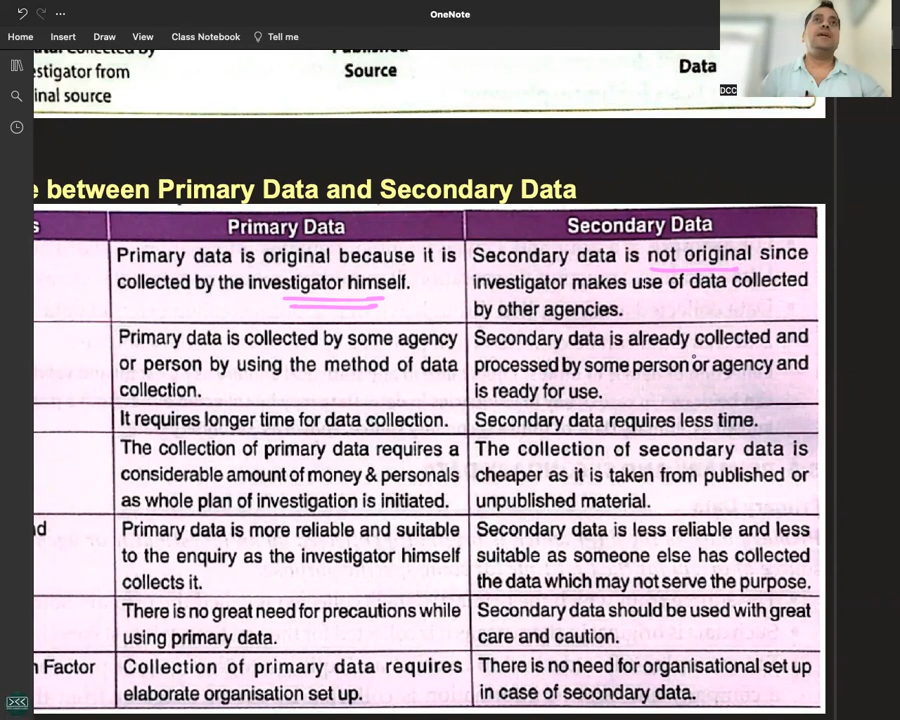 OneNote
Home Insert Draw View Class Notebook Tell me
estigator from
inal source
Source
Data
DCC
between Primary Data and Secondary Data
s Primary Data Secondary Data
Primary data is original because it is
collected by the investigator himself.
Secondary data is not original since
investigator makes use of data collected
by other agencies.
Primary data is collected by some agency
or person by using the method of data
collection.
Secondary data is already collected and
processed by some person or agency and
is ready for use.
It requires longer time for data collection.
Secondary data requires less time.
The collection of primary data requires a
considerable amount of money & personals
as whole plan of investigation is initiated.
The collection of secondary data is
cheaper as it is taken from published or
unpublished material.
nd
Primary data is more reliable and suitable
to the enquiry as the investigator himself
collects it.
Secondary data is less reliable and less
suitable as someone else has collected
the data which may not serve the purpose.
There is no great need for precautions while
using primary data.
Secondary data should be used with great
care and caution.
n Factor
Collection of primary data requires
elaborate organisation set up.
There is no need for organisational set up
in case of secondary data.